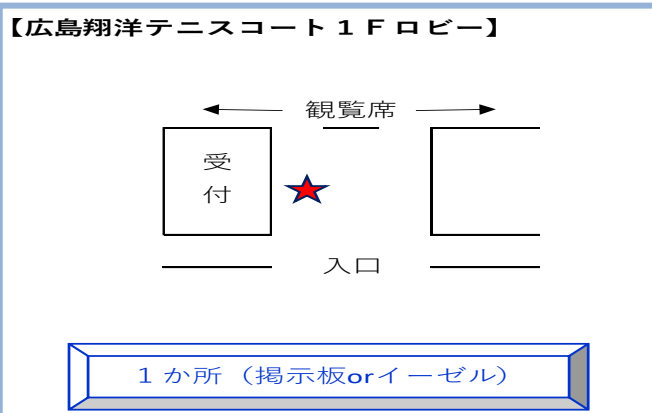 【広島翔洋テニスコート１Ｆロビー】
観覧席
受
付
入口
１か所（掲示板orイーゼル）